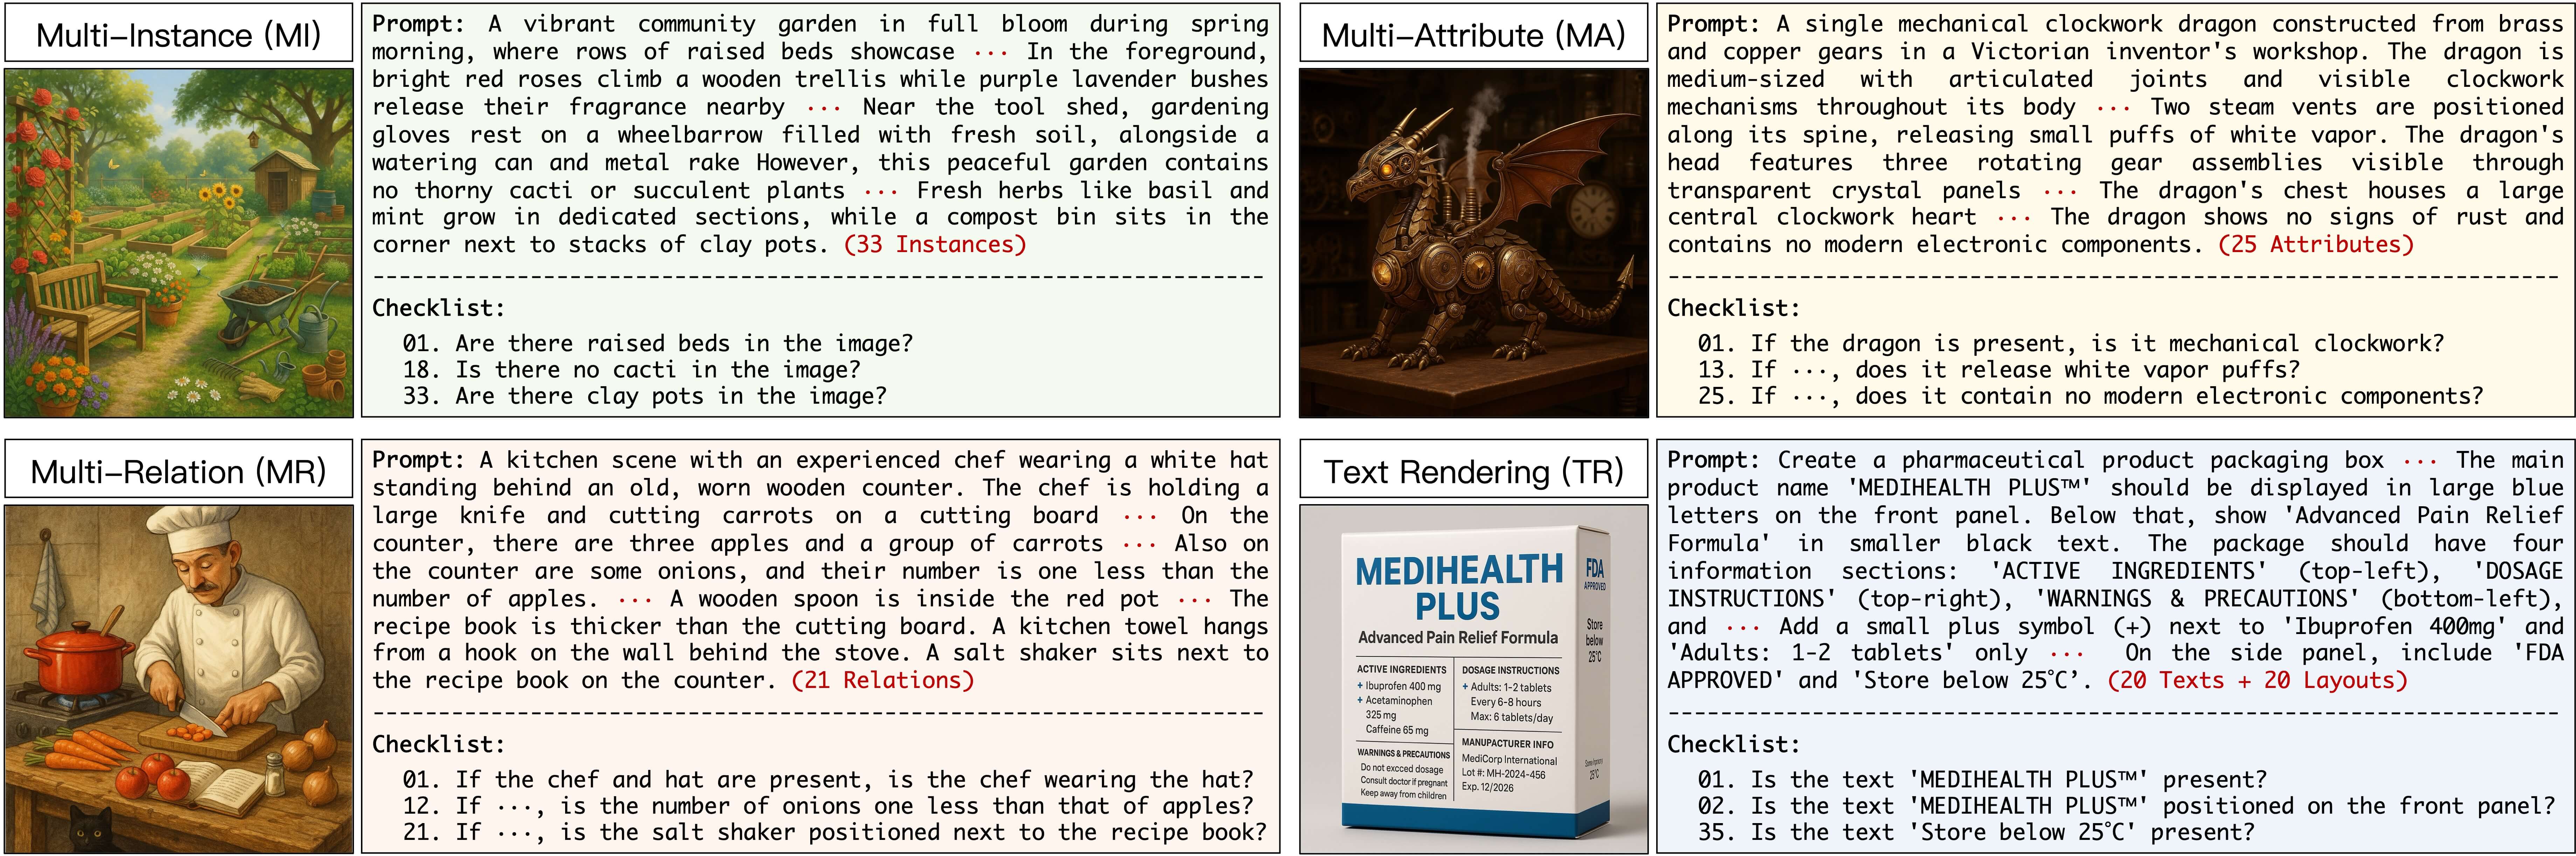 Multi-Instance (MI)
Prompt: A vibrant community garden in full bloom during spring
morning, where rows of raised beds showcase ··· In the foreground,
bright red roses climb a wooden trellis while purple lavender bushes
release their fragrance nearby ··· Near the tool shed, gardening
gloves rest on a wheelbarrow filled with fresh soil, alongside a
watering can and metal rake However, this peaceful garden contains
no thorny cacti or succulent plants ··· Fresh herbs like basil and
mint grow in dedicated sections, while a compost bin sits in the
corner next to stacks of clay pots. (33 Instances)
Checklist:
01. Are there raised beds in the image?
18. Is there no cacti in the image?
33. Are there clay pots in the image?
Multi-Attribute (MA)
Prompt: A single mechanical clockwork dragon constructed from brass
and copper gears in a Victorian inventor's workshop. The dragon is
medium-sized with articulated joints and visible clockwork
mechanisms throughout its body ··· Two steam vents are positioned
along its spine, releasing small puffs of white vapor. The dragon's
head features three rotating gear assemblies visible through
transparent crystal panels ··· The dragon's chest houses a large
central clockwork heart ··· The dragon shows no signs of rust and
contains no modern electronic components. (25 Attributes)
Checklist:
01. If the dragon is present, is it mechanical clockwork?
13. If ···, does it release white vapor puffs?
25. If ···, does it contain no modern electronic components?
Multi-Relation (MR)
Prompt: A kitchen scene with an experienced chef wearing a white hat
standing behind an old, worn wooden counter. The chef is holding a
large knife and cutting carrots on a cutting board ··· On the
counter, there are three apples and a group of carrots ··· Also on
the counter are some onions, and their number is one less than the
number of apples. ··· A wooden spoon is inside the red pot ··· The
recipe book is thicker than the cutting board. A kitchen towel hangs
from a hook on the wall behind the stove. A salt shaker sits next to
the recipe book on the counter. (21 Relations)
Checklist:
01. If the chef and hat are present, is the chef wearing the hat?
12. If ···, is the number of onions one less than that of apples?
21. If ···, is the salt shaker positioned next to the recipe book?
Text Rendering (TR)
MEDIHEALTH
PLUS
Advanced Pain Relief Formula
ACTIVE INGREDIENTS
+ Ibuprofen 400 mg
+ Acetaminophen
325 mg
Caffeine 65 mg
WARNINGS & PRECAUTIONS
Do not exceed dosage
Consult doctor if pregnant
Keep away from children
DOSAGE INSTRUCTIONS
+ Adults: 1-2 tablets
Every 6-8 hours
Max: 6 tablets/day
MANUFACTURER INFO
MediCorp International
Lot #: MH-2024-456
Exp. 12/2026
FDA
APPROVED
Store
below
25°C
25°C
Prompt: Create a pharmaceutical product packaging box ··· The main
product name 'MEDIHEALTH PLUS™' should be displayed in large blue
letters on the front panel. Below that, show 'Advanced Pain Relief
Formula' in smaller black text. The package should have four
information sections: 'ACTIVE INGREDIENTS' (top-left), 'DOSAGE
INSTRUCTIONS' (top-right), 'WARNINGS & PRECAUTIONS' (bottom-left),
and ··· Add a small plus symbol (+) next to 'Ibuprofen 400mg' and
'Adults: 1-2 tablets' only ··· On the side panel, include 'FDA
APPROVED' and 'Store below 25°C’. (20 Texts + 20 Layouts)
Checklist:
01. Is the text 'MEDIHEALTH PLUS™' present?
02. Is the text 'MEDIHEALTH PLUS™' positioned on the front panel?
35. Is the text 'Store below 25°C' present?